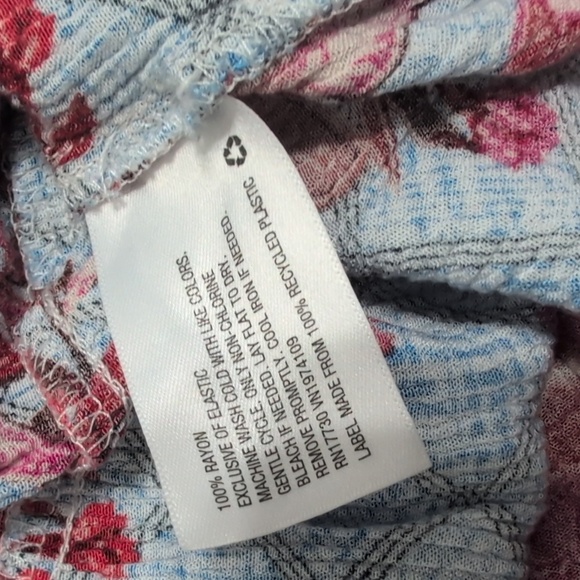 100% RAYON
EXCLUSIVE OF ELASTIC
MACHINE WASH COLD WITH LIKE COLORS.
GENTLE CYCLE. ONLY NON-CHLORINE
BLEACH IF NEEDED. LAY FLAT TO DRY.
REMOVE PROMPTLY. COOL IRON IF NEEDED.
RN17730 VN1974109
LABEL MADE FROM 100% RECYCLED PLASTIC